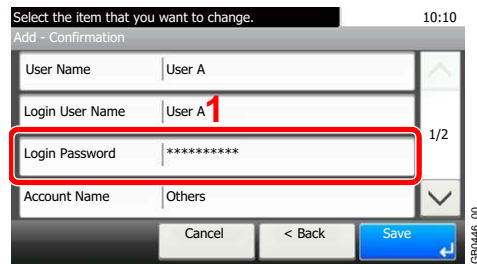 Select the item that you want to change.
10:10
Add - Confirmation
User Name User A
Login User Name User A
1
Login Password **********
Account Name Others
1/2
Cancel < Back Save
GB0446_00